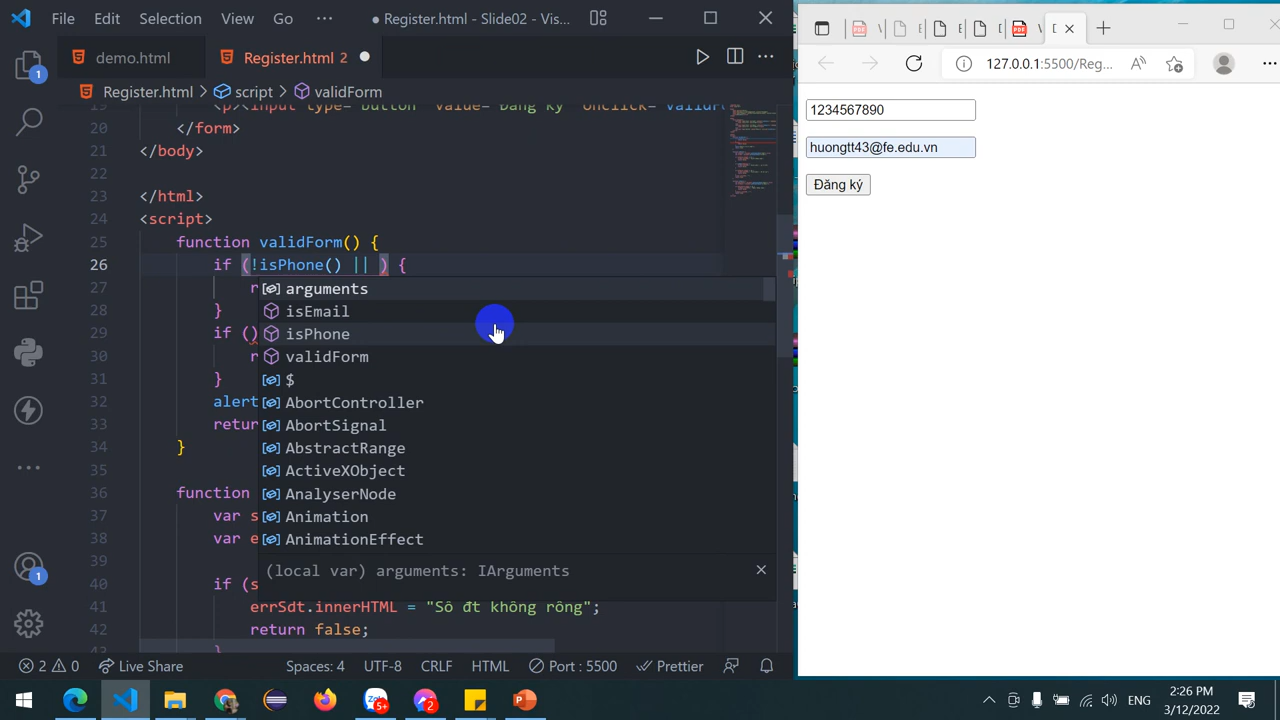 File Edit Selection View Go ··· ● Register.html - Slide02 - Vis...
demo.html
Register.html 2
Register.html > script > validForm
20 </form>
21 </body>
22
23 </html>
24 <script>
25 function validForm() {
26 if (!isPhone() || ) {
27 r
28 }
29 if ()
30 r
31 }
32 alert
33 retur
34 }
35
36 function
37 var s
38 var e
39
40 if (s
41 errSdt.innerHTML = "Số đt không rỗng";
42 return false;
arguments
isEmail
isPhone
validForm
$
AbortController
AbortSignal
AbstractRange
ActiveXObject
AnalyserNode
Animation
AnimationEffect
(local var) arguments: IArguments
1
1
2 0 Live Share Spaces: 4 UTF-8 CRLF HTML Port : 5500 Prettier
127.0.0.1:5500/Reg...
1234567890
huongtt43@fe.edu.vn
Đăng ký
5+
2
ENG
2:26 PM
3/12/2022